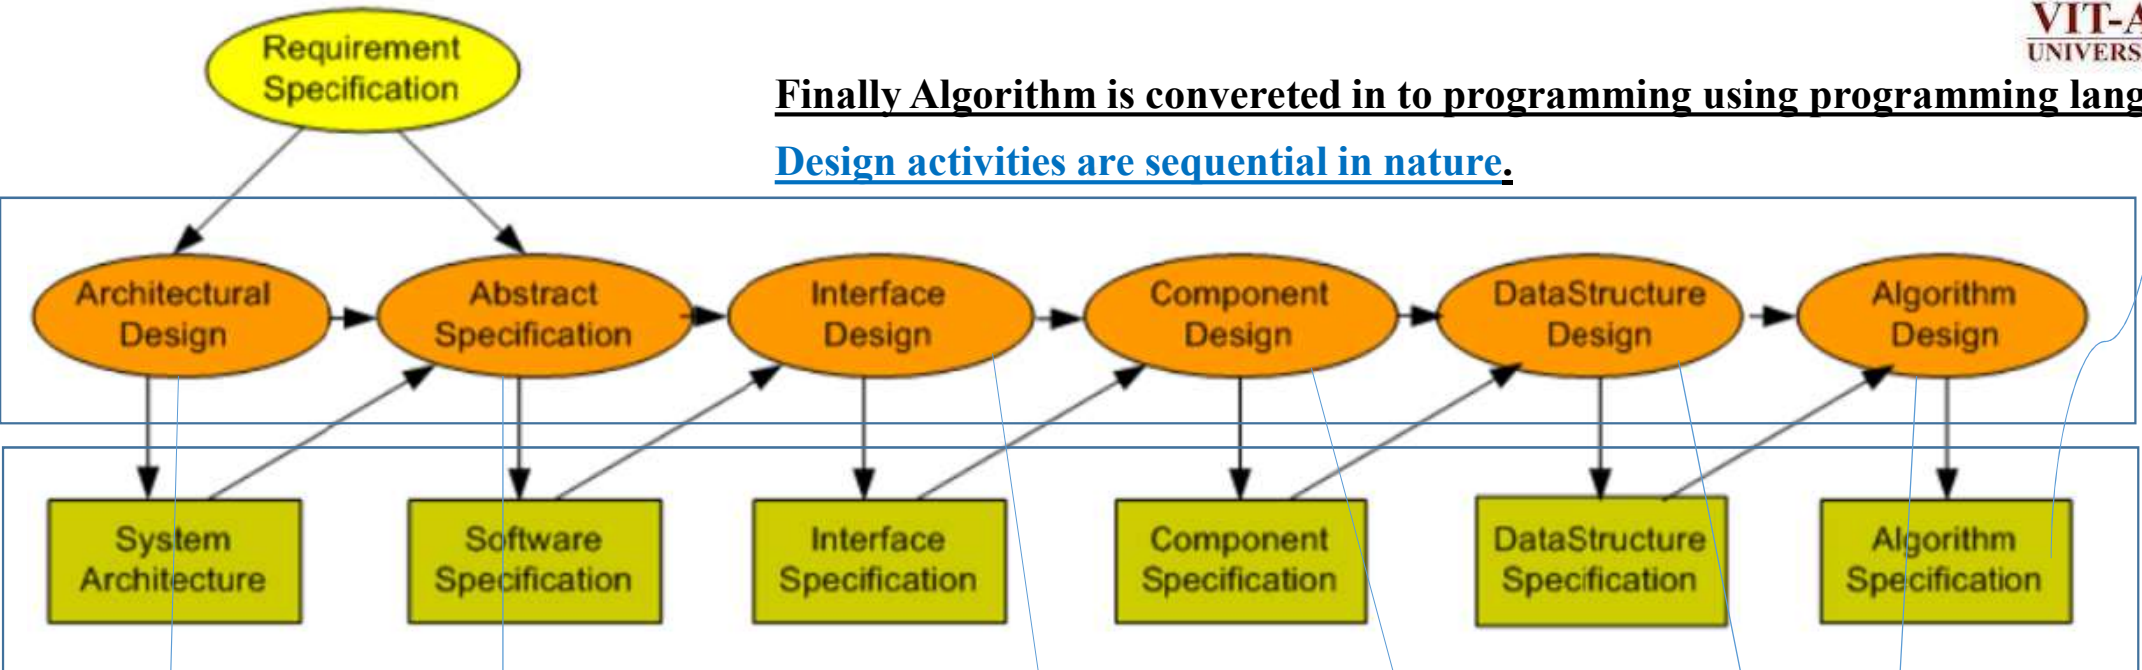 VIT-A
UNIVERS
Requirement
Specification
Finally Algorithm is convereted in to programming using programming lang
Design activities are sequential in nature.
Architectural
Design
Abstract
Specification
Interface
Design
Component
Design
DataStructure
Design
Algorithm
Design
System
Architecture
Software
Specification
Interface
Specification
Component
Specification
DataStructure
Specification
Algorithm
Specification